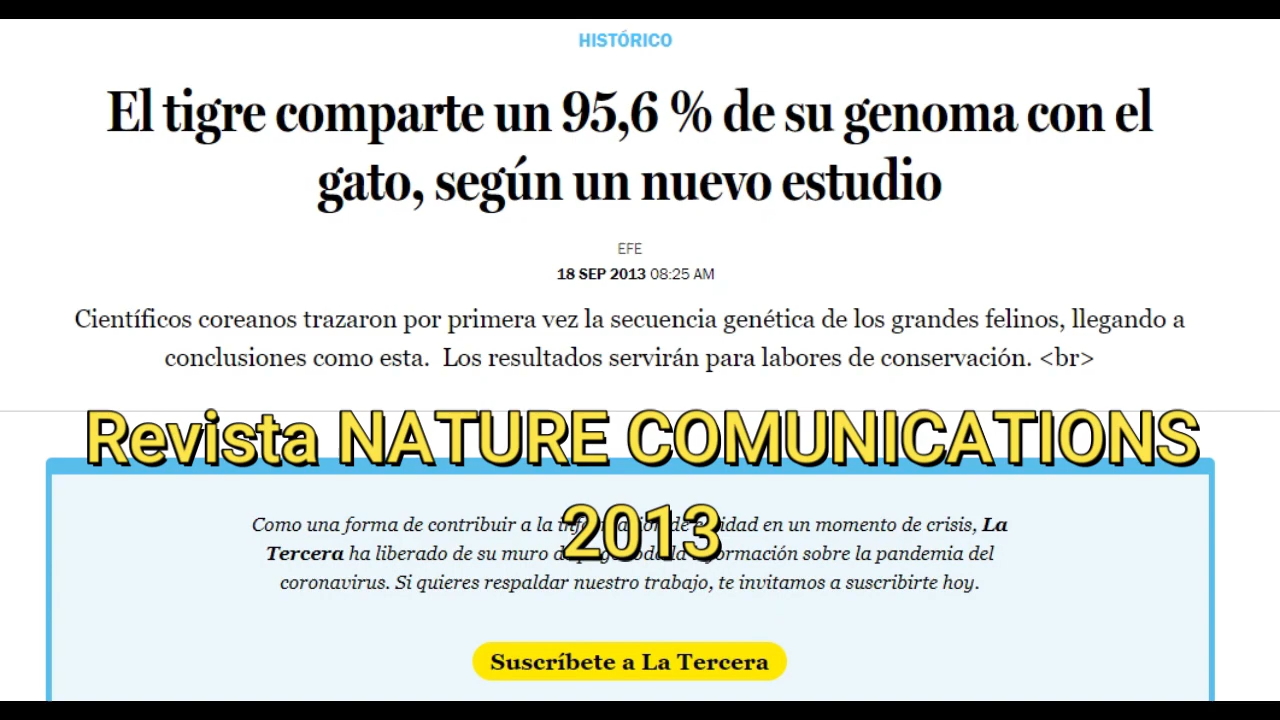 HISTÓRICO
El tigre comparte un 95,6 % de su genoma con el
gato, según un nuevo estudio
EFE
18 SEP 2013 08:25 AM
Científicos coreanos trazaron por primera vez la secuencia genética de los grandes felinos, llegando a
conclusiones como esta. Los resultados servirán para labores de conservación. <br>
Revista NATURE COMUNICATIONS
2013
Como una forma de contribuir a la en un momento de crisis, La
Tercera ha liberado de su muro sobre la pandemia del
coronavirus. Si quieres respaldar nuestro trabajo, te invitamos a suscribirte hoy.
Suscríbete a La Tercera